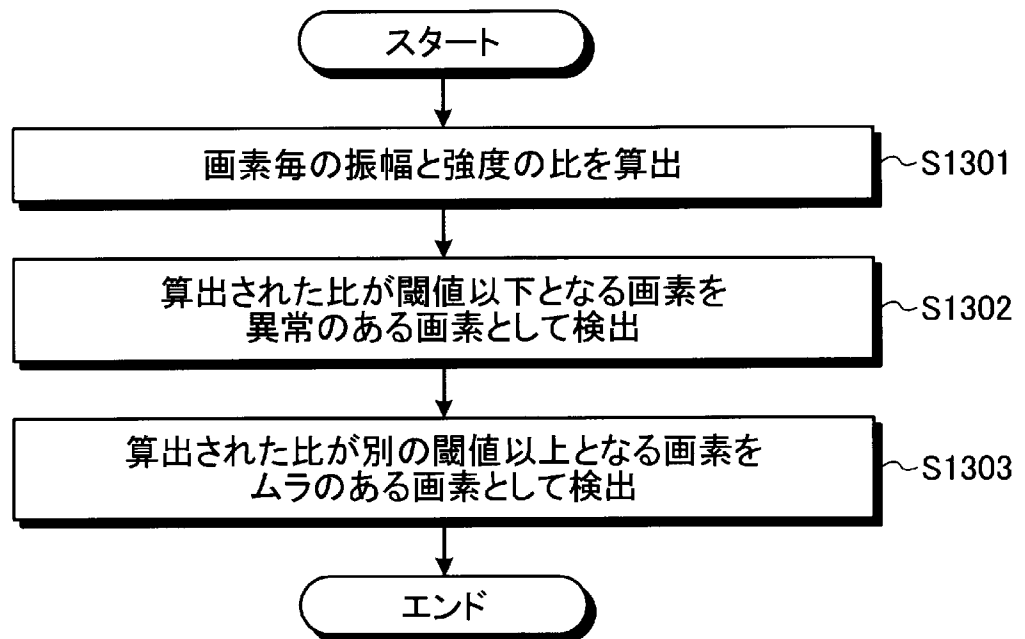 スタート
画素毎の振幅と強度の比を算出
S1301
算出された比が閾値以下となる画素を
異常のある画素として検出
S1302
算出された比が別の閾値以上となる画素を
ムラのある画素として検出
S1303
エンド